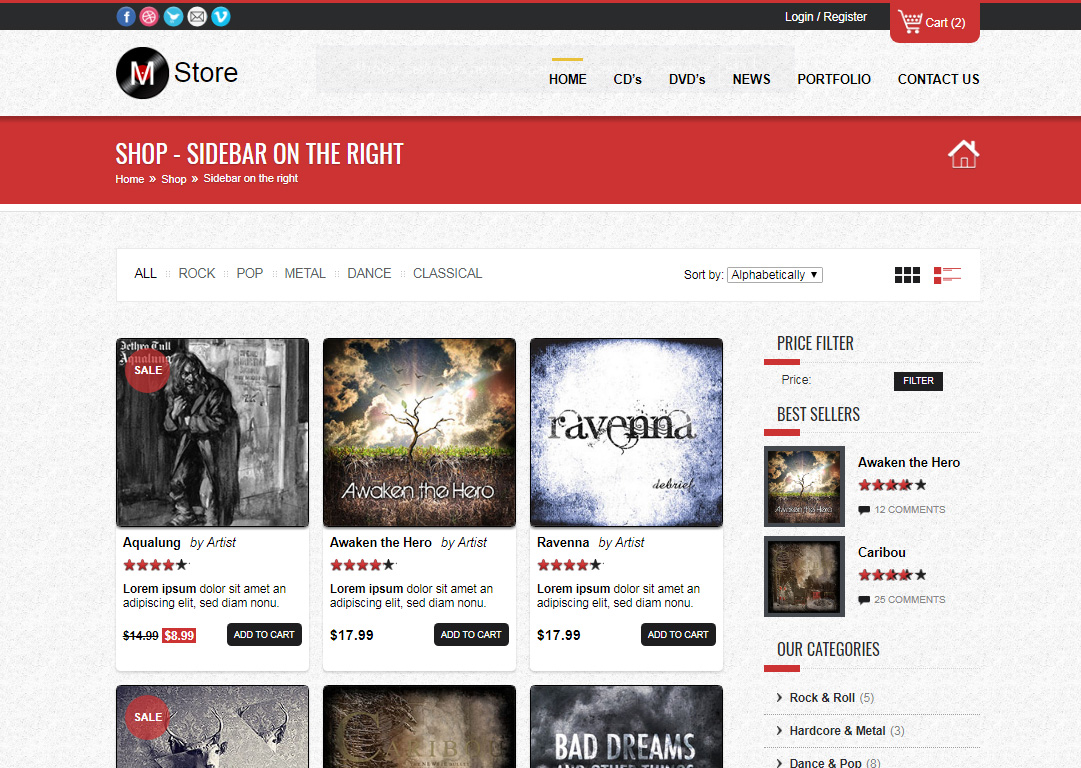 Login / Register
Cart (2)
M Store
HOME CD's DVD's NEWS PORTFOLIO CONTACT US
SHOP - SIDEBAR ON THE RIGHT
Home » Shop » Sidebar on the right
ALL :: ROCK :: POP :: METAL :: DANCE :: CLASSICAL
Sort by: Alphabetically ▼
Jethro Tull
Aqualung
SALE
Awaken the Hero
ravenna
debrief
Aqualung by Artist
Lorem ipsum dolor sit amet an
adipiscing elit, sed diam nonu.
$14.99 $8.99 ADD TO CART
Awaken the Hero by Artist
Lorem ipsum dolor sit amet an
adipiscing elit, sed diam nonu.
$17.99 ADD TO CART
Ravenna by Artist
Lorem ipsum dolor sit amet an
adipiscing elit, sed diam nonu.
$17.99 ADD TO CART
SALE
CARIBOU
BAD DREAMS
AND OTHER THINGS
PRICE FILTER
Price: FILTER
BEST SELLERS
Awaken the Hero
Awaken the Hero
12 COMMENTS
Caribou
25 COMMENTS
OUR CATEGORIES
Rock & Roll (5)
Hardcore & Metal (3)
Dance & Pop (8)